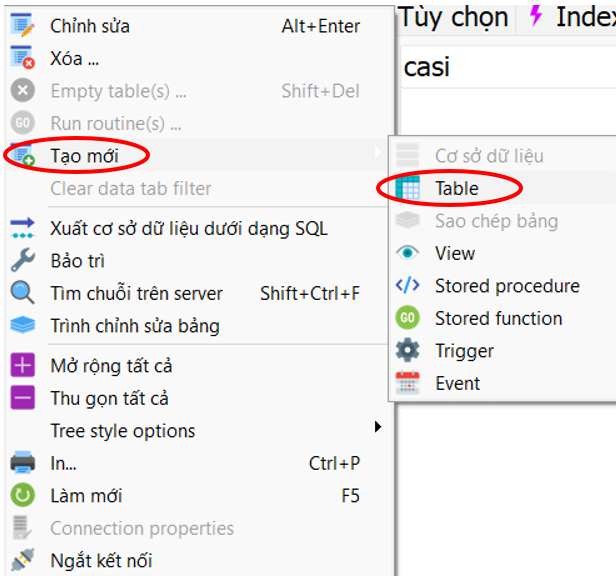 Chỉnh sửa Alt+Enter
Xóa ...
Empty table(s) ... Shift+Del
GO Run routine(s) ...
Tạo mới
Clear data tab filter
Xuất cơ sở dữ liệu dưới dạng SQL
Bảo trì
Tìm chuỗi trên server Shift+Ctrl+F
Trình chỉnh sửa bảng
Mở rộng tất cả
Thu gọn tất cả
Tree style options
In... Ctrl+P
Làm mới F5
Connection properties
Ngắt kết nối
Tùy chọn Index
casi
Cơ sở dữ liệu
Table
Sao chép bảng
View
Stored procedure
GO Stored function
Trigger
Event